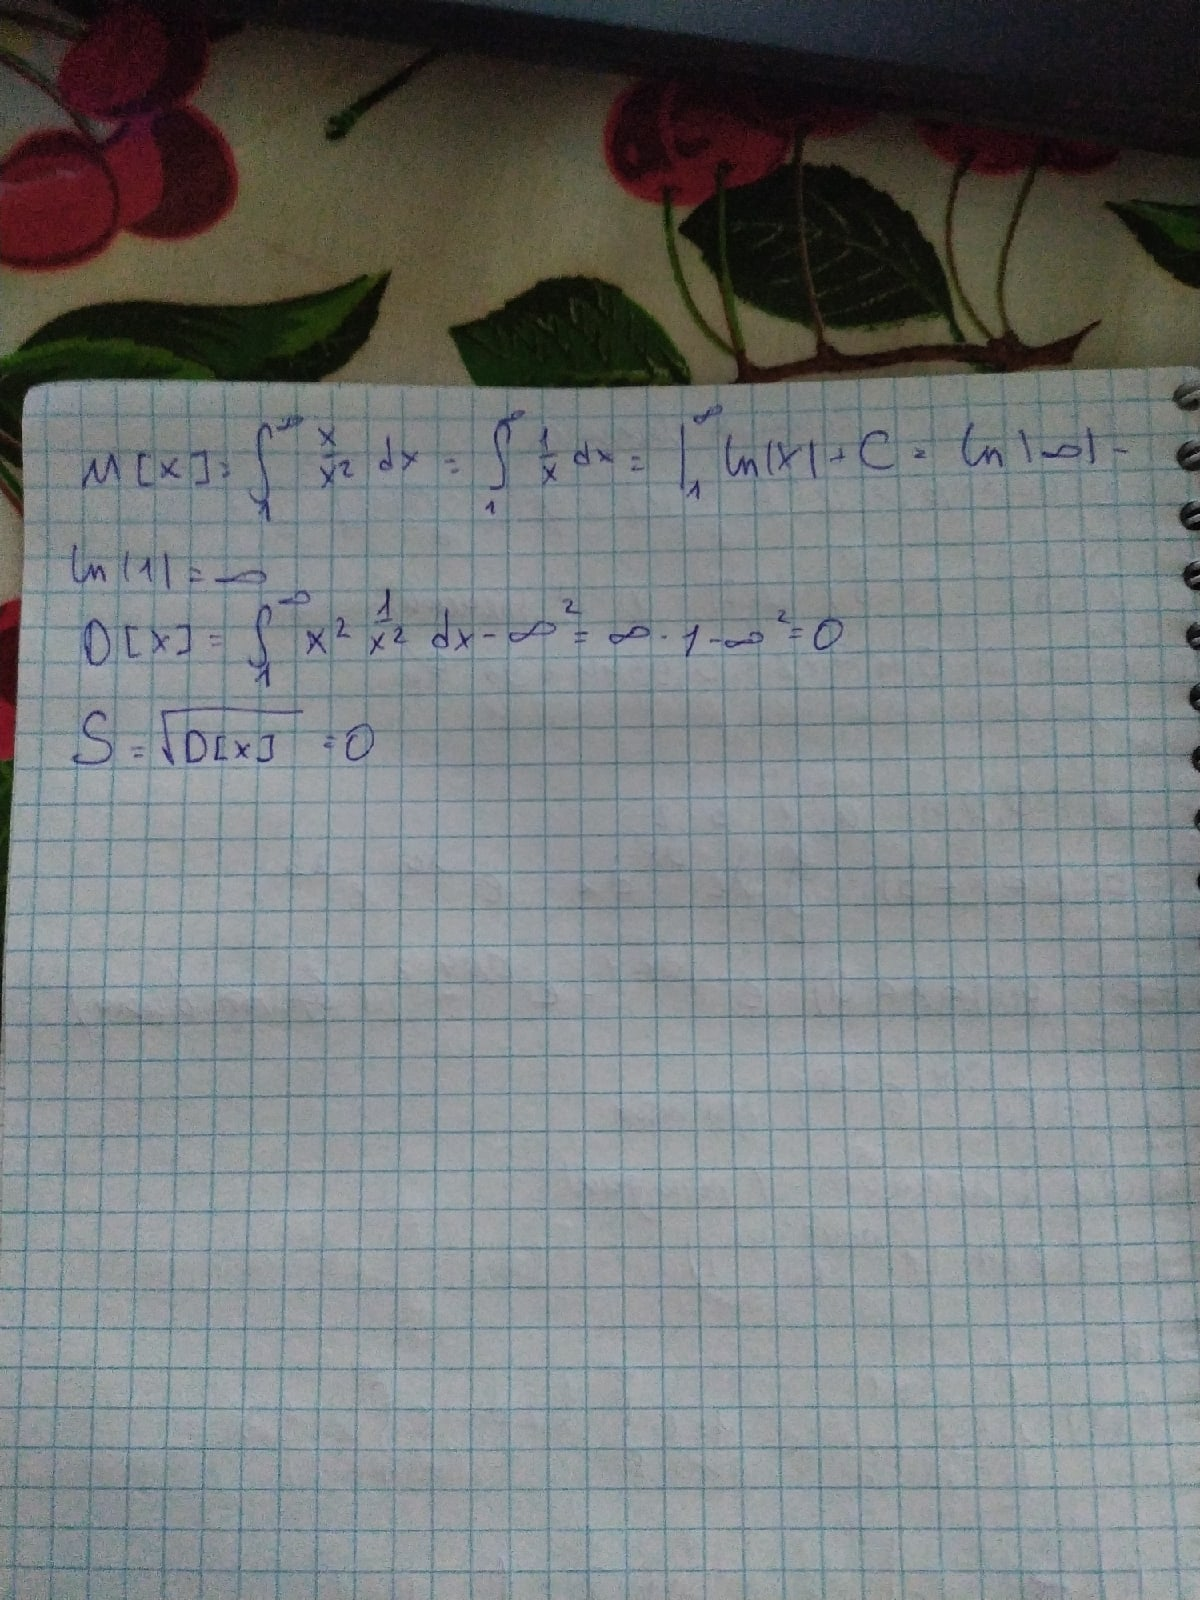 M[x] = ∫₁^∞ x/x² dx = ∫₁^∞ 1/x dx = |₁^∞ ln|x| + C = ln|∞| -
ln|1| = ∞
D[x] = ∫₁^∞ x² 1/x² dx - ∞² = ∞ - 1 - ∞² = 0
S = √D[x] = 0